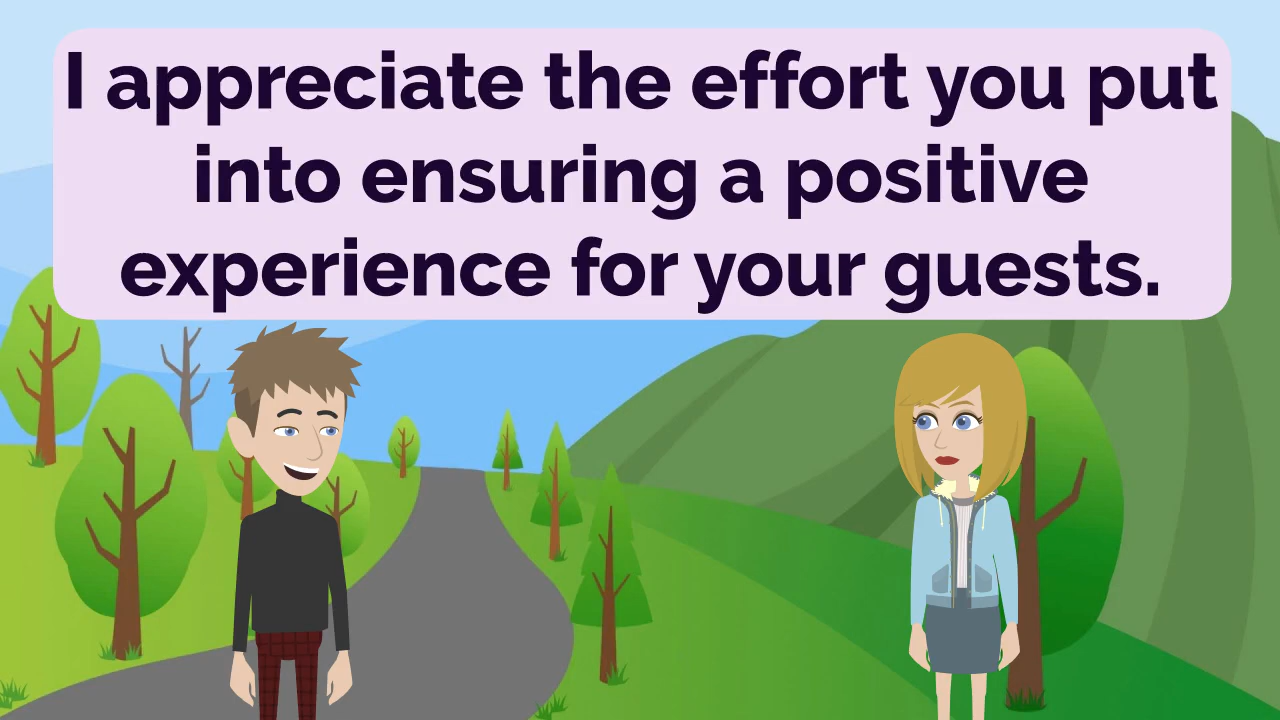 I appreciate the effort you put
into ensuring a positive
experience for your guests.